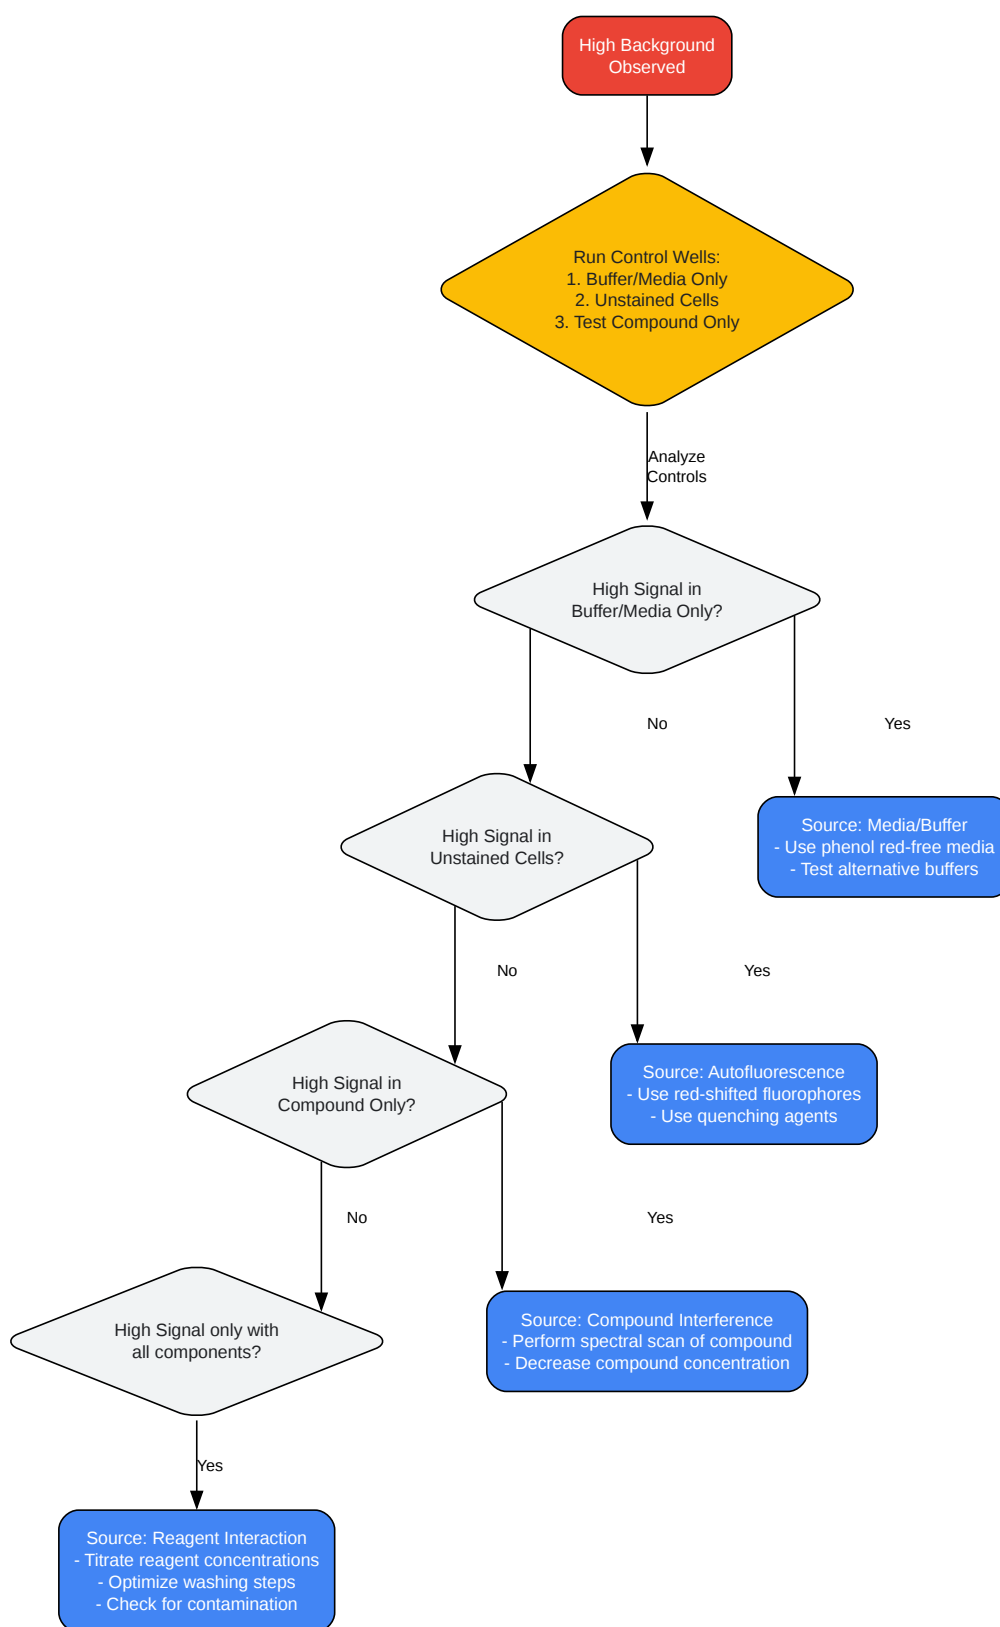 High Background
Observed
Run Control Wells:
1. Buffer/Media Only
2. Unstained Cells
3. Test Compound Only
Analyze
Controls
High Signal in
Buffer/Media Only?
No
Yes
High Signal in
Unstained Cells?
Source: Media/Buffer
- Use phenol red-free media
- Test alternative buffers
No
Yes
High Signal in
Compound Only?
Source: Autofluorescence
- Use red-shifted fluorophores
- Use quenching agents
No
Yes
High Signal only with
all components?
Source: Compound Interference
- Perform spectral scan of compound
- Decrease compound concentration
Yes
Source: Reagent Interaction
- Titrate reagent concentrations
- Optimize washing steps
- Check for contamination